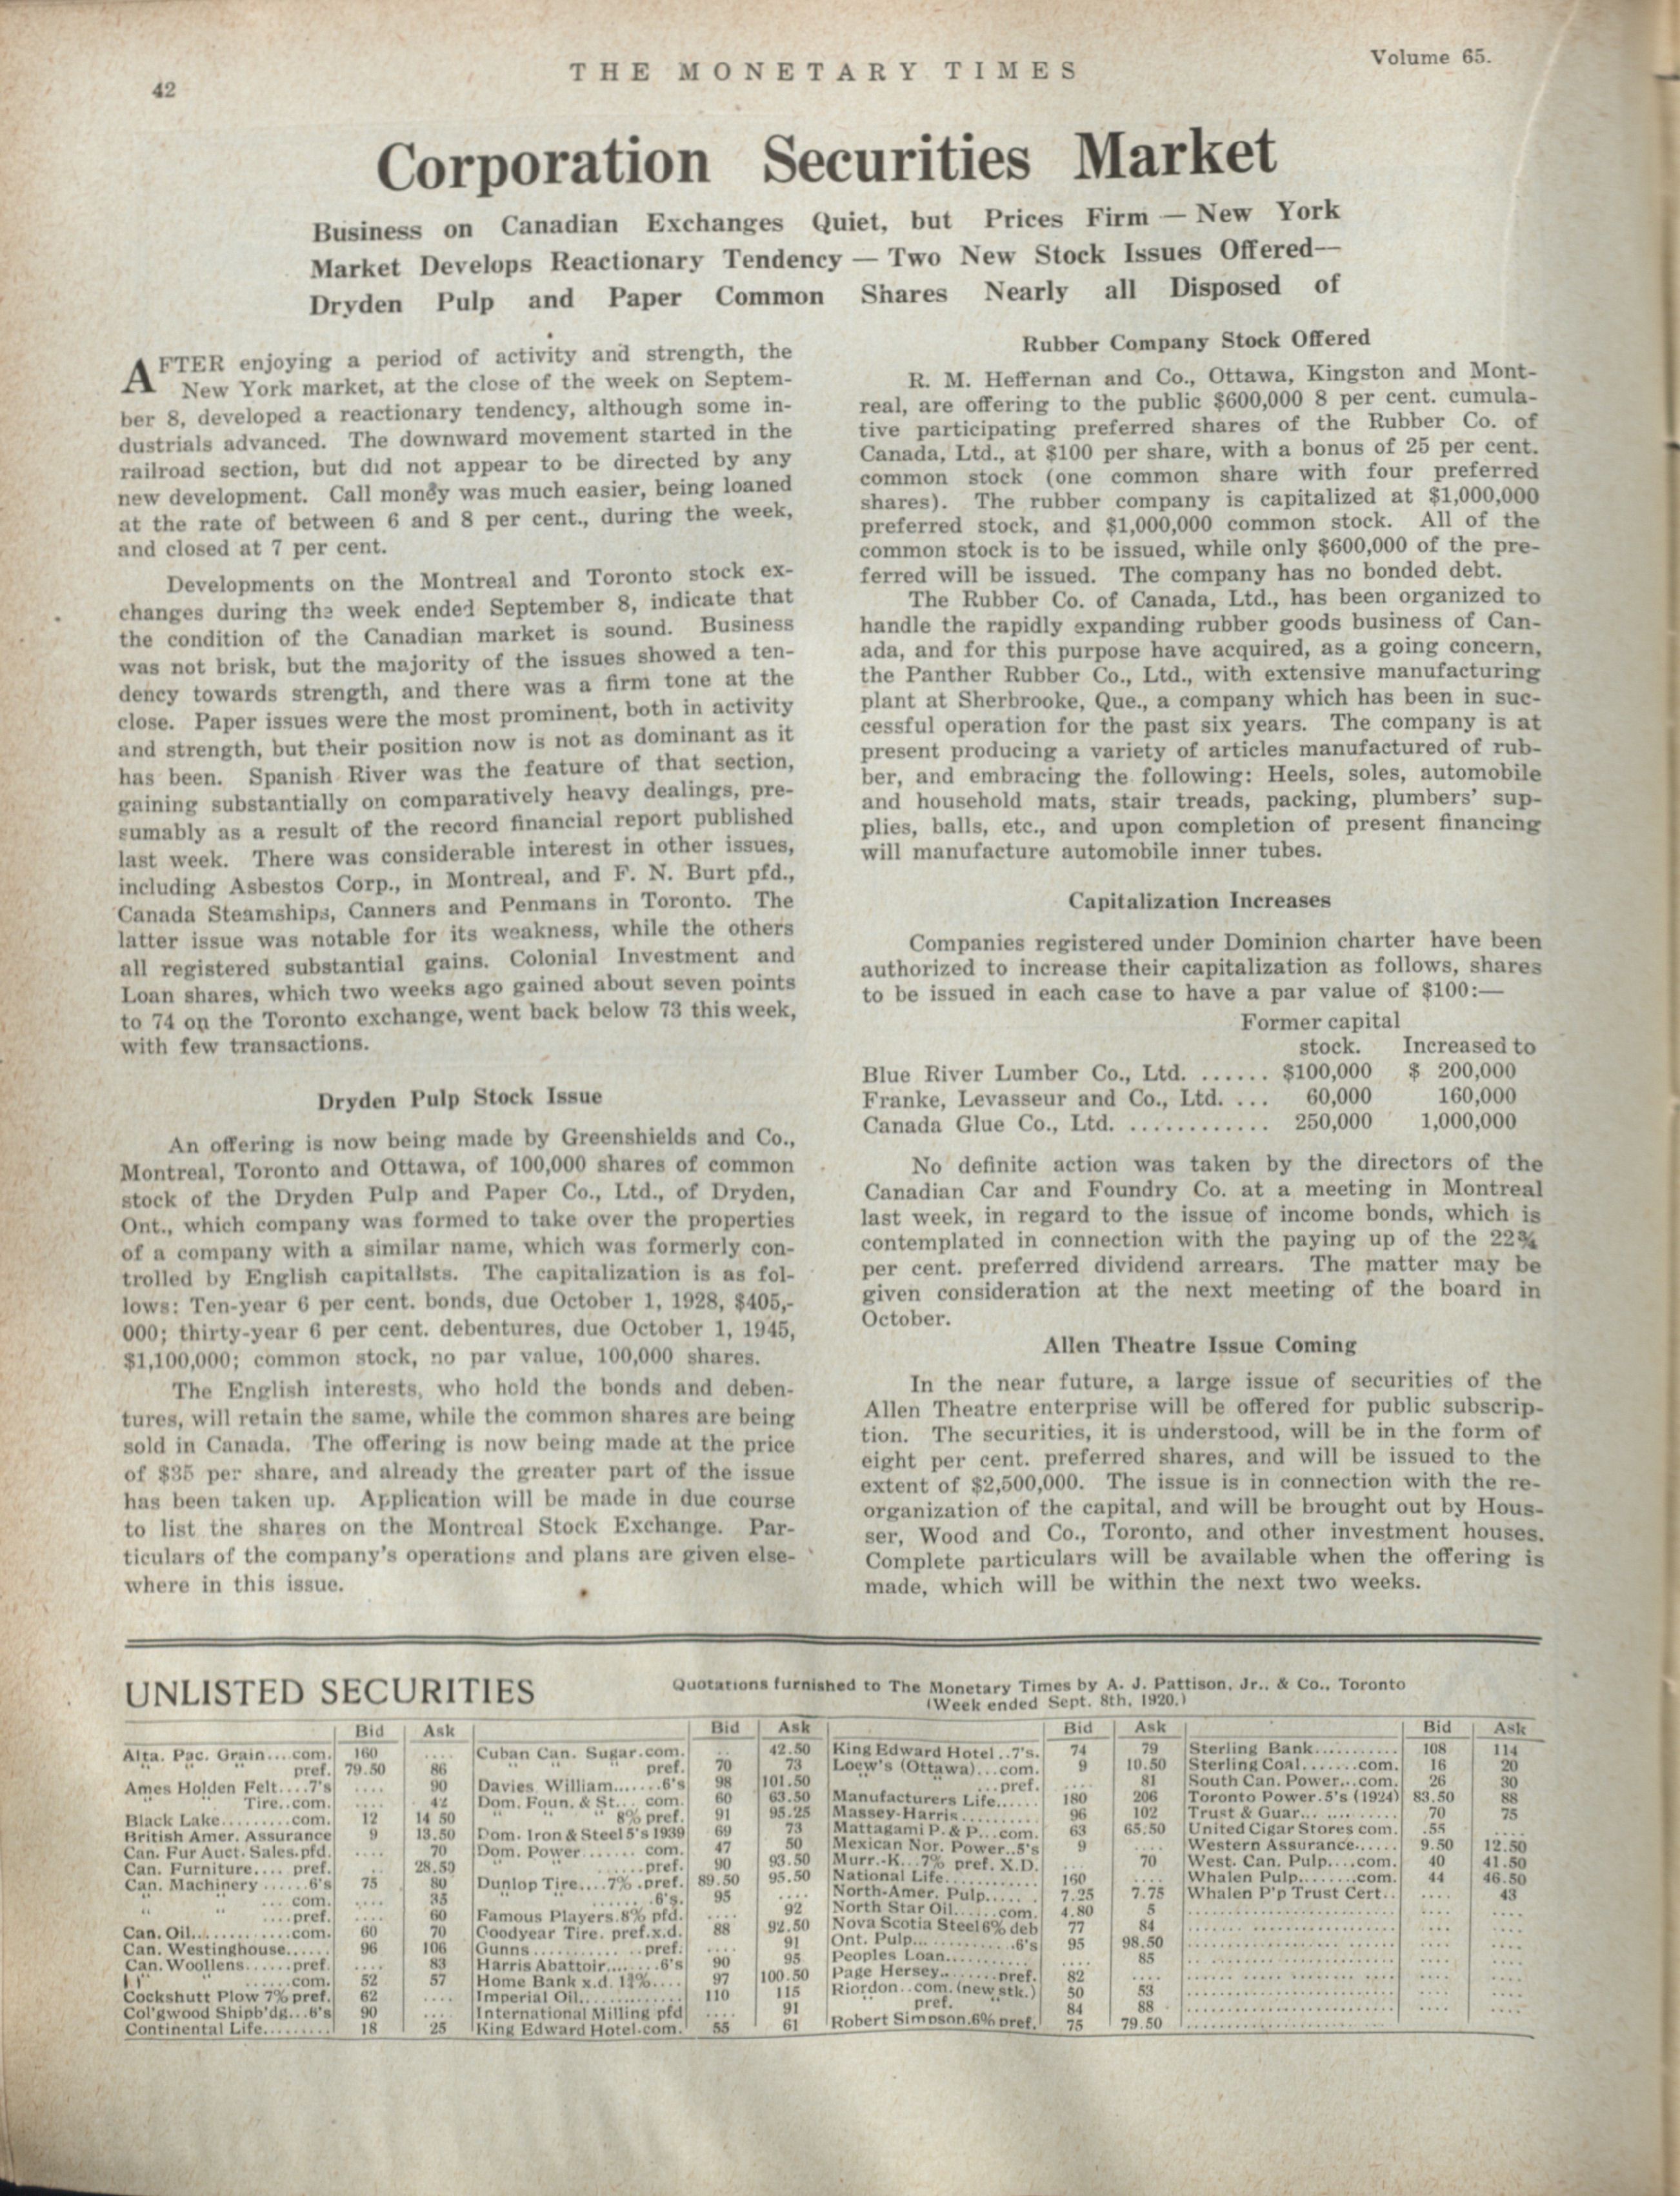 42
THE MONETARY TIMES
Volume 65.
Corporation Securities Market
Business on Canadian Exchanges Quiet, but Prices Firm — New York
Market Develops Reactionary Tendency — Two New Stock Issues Offered—
Dryden Pulp and Paper Common Shares Nearly all Disposed of
AFTER enjoying a period of activity and strength, the
New York market, at the close of the week on Septem-
ber 8, developed a reactionary tendency, although some in-
dustrials advanced. The downward movement started in the
railroad section, but did not appear to be directed by any
new development. Call money was much easier, being loaned
at the rate of between 6 and 8 per cent., during the week,
and closed at 7 per cent.
Developments on the Montreal and Toronto stock ex-
changes during the week ended September 8, indicate that
the condition of the Canadian market is sound. Business
was not brisk, but the majority of the issues showed a ten-
dency towards strength, and there was a firm tone at the
close. Paper issues were the most prominent, both in activity
and strength, but their position now is not as dominant as it
has been. Spanish River was the feature of that section,
gaining substantially on comparatively heavy dealings, pre-
sumably as a result of the record financial report published
last week. There was considerable interest in other issues,
including Asbestos Corp., in Montreal, and F. N. Burt pfd.,
Canada Steamships, Canners and Penmans in Toronto. The
latter issue was notable for its weakness, while the others
all registered substantial gains. Colonial Investment and
Loan shares, which two weeks ago gained about seven points
to 74 on the Toronto exchange, went back below 73 this week,
with few transactions.
Dryden Pulp Stock Issue
An offering is now being made by Greenshields and Co.,
Montreal, Toronto and Ottawa, of 100,000 shares of common
stock of the Dryden Pulp and Paper Co., Ltd., of Dryden,
Ont., which company was formed to take over the properties
of a company with a similar name, which was formerly con-
trolled by English capitalists. The capitalization is as fol-
lows: Ten-year 6 per cent. bonds, due October 1, 1928, $405,-
000; thirty-year 6 per cent. debentures, due October 1, 1945,
$1,100,000; common stock, no par value, 100,000 shares.
The English interests, who hold the bonds and deben-
tures, will retain the same, while the common shares are being
sold in Canada. The offering is now being made at the price
of $35 per share, and already the greater part of the issue
has been taken up. Application will be made in due course
to list the shares on the Montreal Stock Exchange. Par-
ticulars of the company's operations and plans are given else-
where in this issue.
Rubber Company Stock Offered
R. M. Heffernan and Co., Ottawa, Kingston and Mont-
real, are offering to the public $600,000 8 per cent. cumula-
tive participating preferred shares of the Rubber Co. of
Canada, Ltd., at $100 per share, with a bonus of 25 per cent.
common stock (one common share with four preferred
shares). The rubber company is capitalized at $1,000,000
preferred stock, and $1,000,000 common stock. All of the
common stock is to be issued, while only $600,000 of the pre-
ferred will be issued. The company has no bonded debt.
The Rubber Co. of Canada, Ltd., has been organized to
handle the rapidly expanding rubber goods business of Can-
ada, and for this purpose have acquired, as a going concern,
the Panther Rubber Co., Ltd., with extensive manufacturing
plant at Sherbrooke, Que., a company which has been in suc-
cessful operation for the past six years. The company is at
present producing a variety of articles manufactured of rub-
ber, and embracing the following: Heels, soles, automobile
and household mats, stair treads, packing, plumbers' sup-
plies, balls, etc., and upon completion of present financing
will manufacture automobile inner tubes.
Capitalization Increases
Companies registered under Dominion charter have been
authorized to increase their capitalization as follows, shares
to be issued in each case to have a par value of $100:—
Former capital
stock. Increased to
Blue River Lumber Co., Ltd. ...... $100,000 $ 200,000
Franke, Levasseur and Co., Ltd. ... 60,000 160,000
Canada Glue Co., Ltd. ............ 250,000 1,000,000
No definite action was taken by the directors of the
Canadian Car and Foundry Co. at a meeting in Montreal
last week, in regard to the issue of income bonds, which is
contemplated in connection with the paying up of the 22¾
per cent. preferred dividend arrears. The matter may be
given consideration at the next meeting of the board in
October.
Allen Theatre Issue Coming
In the near future, a large issue of securities of the
Allen Theatre enterprise will be offered for public subscrip-
tion. The securities, it is understood, will be in the form of
eight per cent. preferred shares, and will be issued to the
extent of $2,500,000. The issue is in connection with the re-
organization of the capital, and will be brought out by Hous-
ser, Wood and Co., Toronto, and other investment houses.
Complete particulars will be available when the offering is
made, which will be within the next two weeks.
UNLISTED SECURITIES
Quotations furnished to The Monetary Times by A. J. Pattison, Jr., & Co., Toronto
(Week ended Sept. 8th, 1920.)
Bid Ask
Alta. Pac. Grain...com. 160 ....
" " " pref. 79.50 86
Ames Holden Felt....7's .... 90
" " Tire..com. .... 42
Black Lake.........com. 12 14 50
British Amer. Assurance 9 13.50
Can. Fur Auct. Sales.pfd. .... 70
Can. Furniture.... pref. .. 28.50
Can. Machinery ......6's 75 80
" " ... com. .... 35
" " ....pref. .... 60
Can. Oil.............com. 60 70
Can. Westinghouse...... 96 106
Can. Woollens......pref. .... 83
" " ......com. 52 57
Cockshutt Plow 7% pref. 62 ....
Col'gwood Shipb'dg...6's 90 ....
Continental Life......... 18 25
Bid Ask
Cuban Can. Sugar.com. .. 42.50
" " " pref. 70 73
Davies William.......6's 98 101.50
Dom. Foun. & St... com. 60 63.50
" " " 8% pref. 91 95.25
Dom. Iron & Steel 5's 1939 69 73
Dom. Power....... com. 47 50
" " ......pref. 90 93.50
Dunlop Tire....7% .pref. 89.50 95.50
" " .......6's. 95 ....
Famous Players.8% pfd. .... 92
Goodyear Tire. pref.x.d. 88 92.50
Gunns............ ..pref. .... 91
Harris Abattoir.......6's 90 95
Home Bank x.d. 1¾%.... 97 100.50
Imperial Oil............. 110 115
International Milling pfd .... 91
King Edward Hotel.com. 55 61
Bid Ask
King Edward Hotel..7's. 74 79
Loew's (Ottawa)...com. 9 10.50
" ...pref. .... 81
Manufacturers Life...... 180 206
Massey-Harris........... 96 102
Mattagami P. & P...com. 63 65.50
Mexican Nor. Power..5's 9 ....
Murr.-K...7% pref. X.D. ... 70
National Life........... 160 ....
North-Amer. Pulp...... 7.25 7.75
North Star Oil......com. 4.80 5
Nova Scotia Steel 6% deb 77 84
Ont. Pulp.............6's 95 98.50
Peoples Loan........... .... 85
Page Hersey........pref. 82 ....
Riordon..com. (new stk.) 50 53
" pref. 84 88
Robert Simpson.6% pref. 75 79.50
Bid Ask
Sterling Bank........... 108 114
Sterling Coal.......com. 16 20
South Can. Power...com. 26 30
Toronto Power.5's (1924) 83.50 88
Trust & Guar... .......... 70 75
United Cigar Stores com. .55 ....
Western Assurance...... 9.50 12.50
West. Can. Pulp....com. 40 41.50
Whalen Pulp.......com. 44 46.50
Whalen P'p Trust Cert.. .... 43